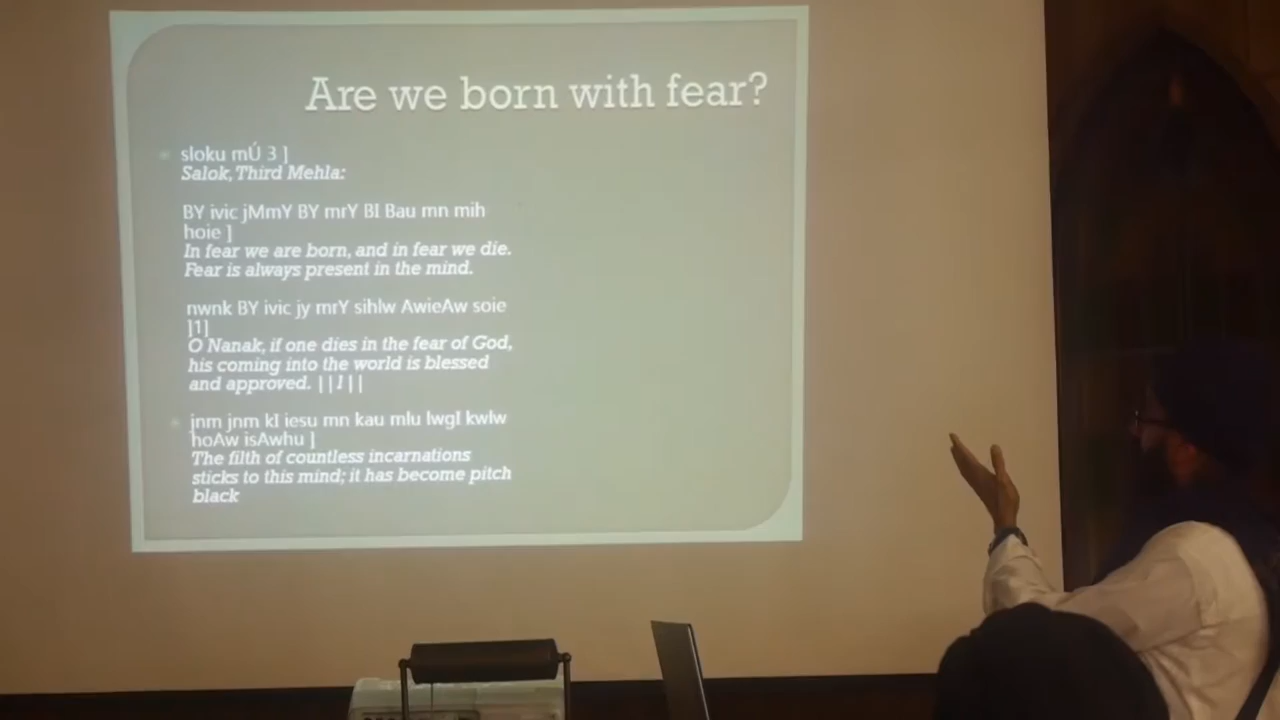 Are we born with fear?
sloku mÚ 3 ]
Salok, Third Mehla:
BY ivic jMmY BY mrY BI Bau mn mih
hoie ]
In fear we are born, and in fear we die.
Fear is always present in the mind.
nwnk BY ivic jy mrY sihlw AwieAw soie
]1]
O Nanak, if one dies in the fear of God,
his coming into the world is blessed
and approved. ||1||
jnm jnm kI iesu mn kau mlu lwgI kwlw
hoAw isAwhu ]
The filth of countless incarnations
sticks to this mind; it has become pitch
black